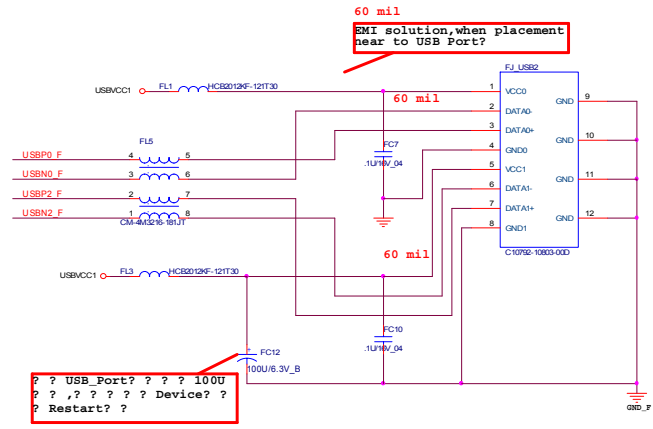 60 mil
EMI solution,when placement
near to USB Port?
FJ_USB2
USBVCC1
FL1
HCB2012KF-121T30
1
VCC0
GND
9
60 mil
2
DATA0-
3
DATA0+
GND
10
FL5
4
GND0
USBP0_F
4
5
FC7
5
VCC1
USBN0_F
3
6
.1U/16V_04
GND
11
6
DATA1-
USBP2_F
2
7
7
DATA1+
USBN2_F
1
8
GND
12
CM-4M3216-181JT
8
GND1
60 mil
C10792-10803-00D
USBVCC1
FL3
HCB2012KF-121T30
FC10
.1U/16V_04
+
FC12
100U/6.3V_B
? ? USB_Port? ? ? ? 100U
? ? ,? ? ? ? ? Device? ?
? Restart? ?
GND_F